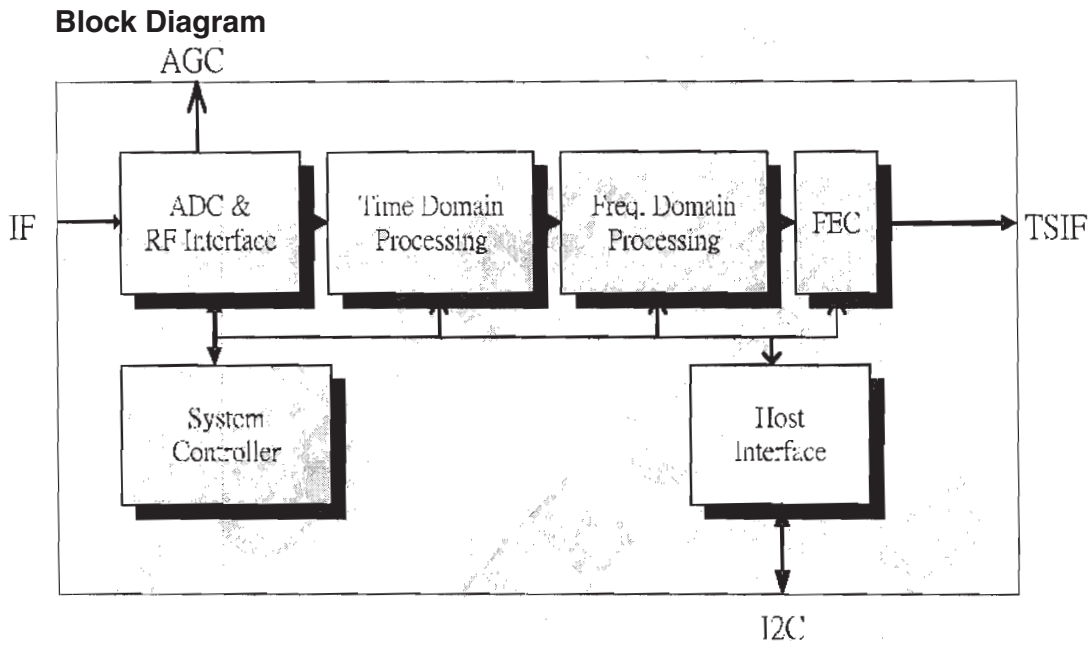 Block Diagram
AGC
IF
ADC &
RF Interface
Time Domain
Processing
Freq. Domain
Processing
FEC
TSIF
System
Controller
Host
Interface
I2C